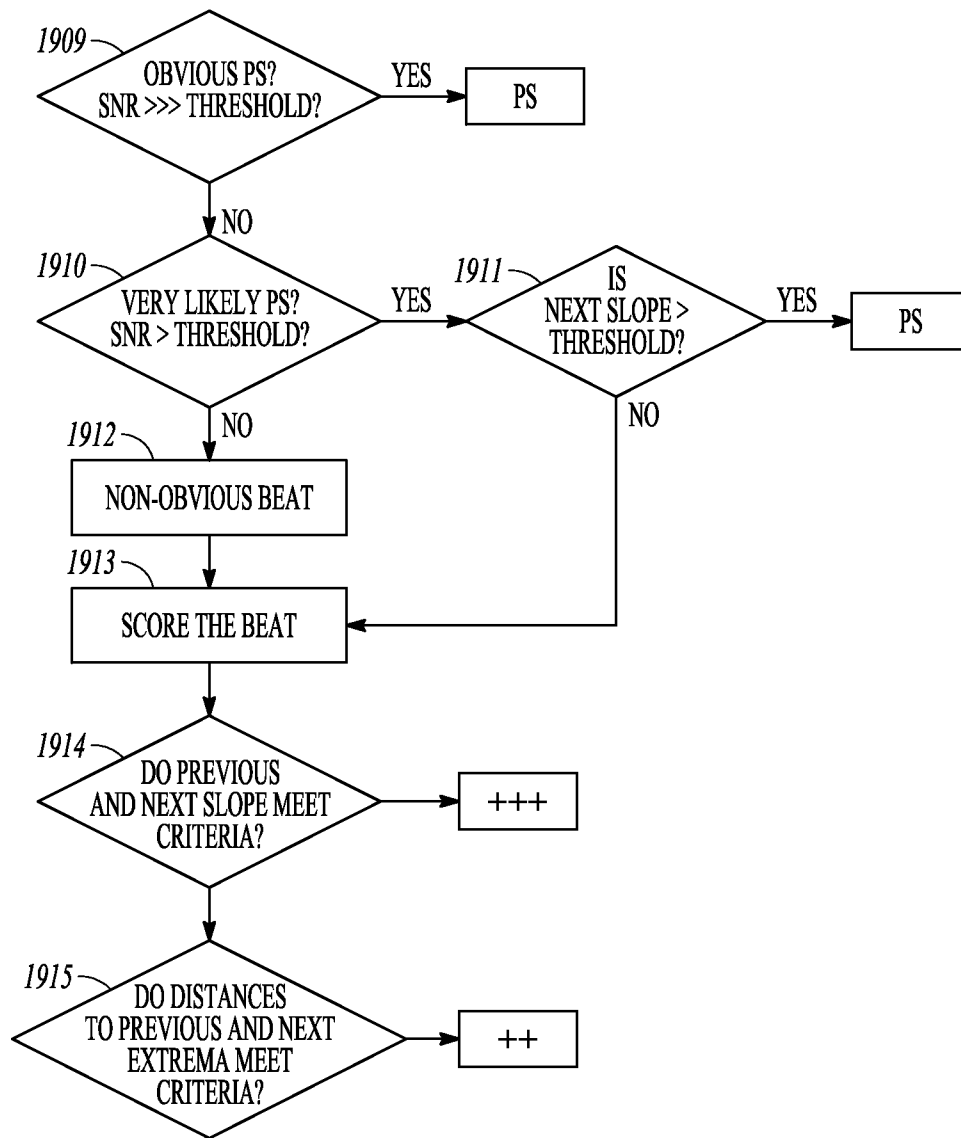 1909
OBVIOUS PS?
SNR >>> THRESHOLD?
YES
PS
NO
1910
VERY LIKELY PS?
SNR > THRESHOLD?
YES
1911
IS
NEXT SLOPE >
THRESHOLD?
YES
PS
NO
NO
1912
NON-OBVIOUS BEAT
1913
SCORE THE BEAT
1914
DO PREVIOUS
AND NEXT SLOPE MEET
CRITERIA?
+++
1915
DO DISTANCES
TO PREVIOUS AND NEXT
EXTREMA MEET
CRITERIA?
++